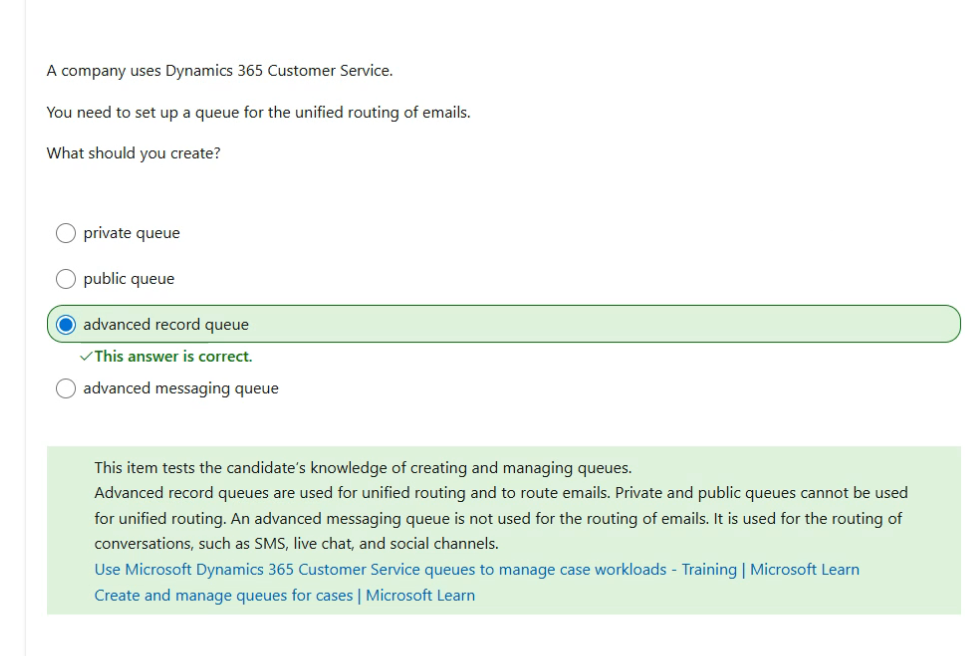 A company uses Dynamics 365 Customer Service.
You need to set up a queue for the unified routing of emails.
What should you create?
private queue
public queue
advanced record queue
✓This answer is correct.
advanced messaging queue
This item tests the candidate's knowledge of creating and managing queues.
Advanced record queues are used for unified routing and to route emails. Private and public queues cannot be used
for unified routing. An advanced messaging queue is not used for the routing of emails. It is used for the routing of
conversations, such as SMS, live chat, and social channels.
Use Microsoft Dynamics 365 Customer Service queues to manage case workloads - Training | Microsoft Learn
Create and manage queues for cases | Microsoft Learn